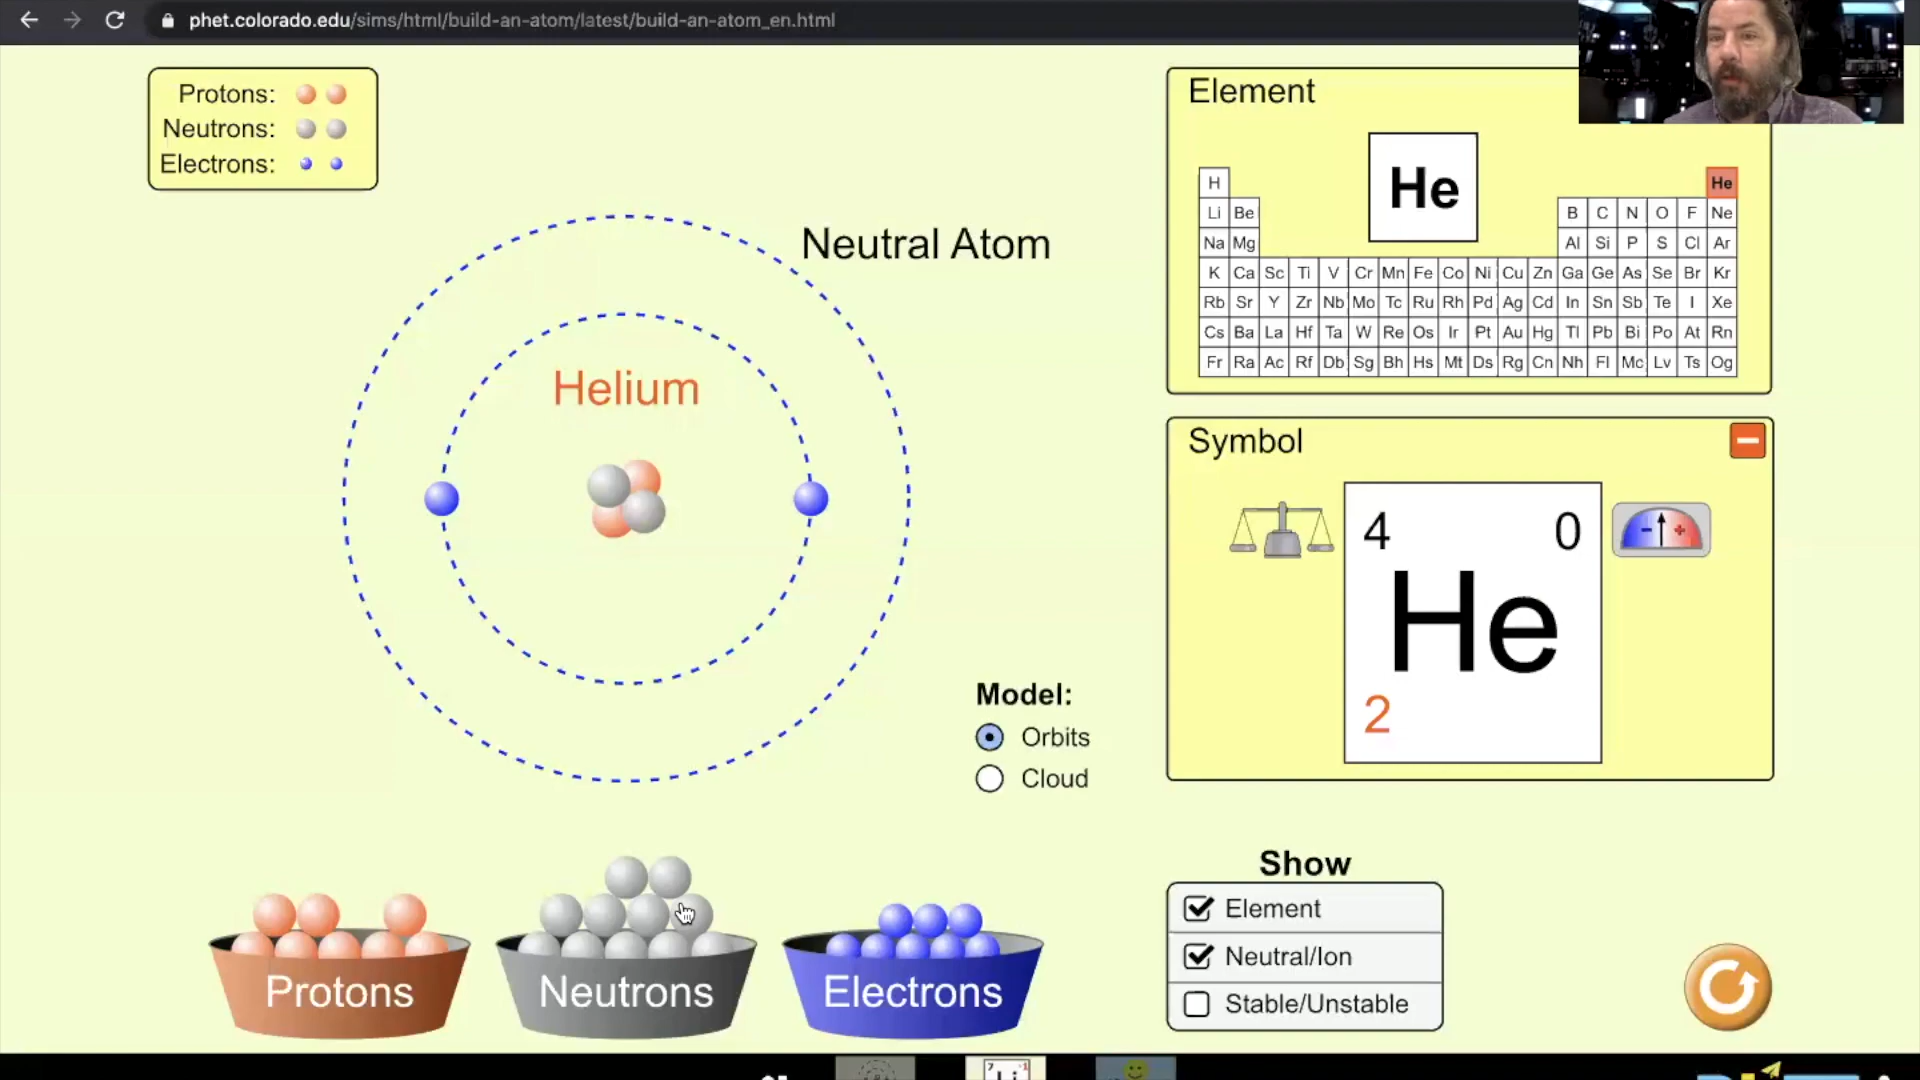 phet.colorado.edu/sims/html/build-an-atom/latest/build-an-atom_en.html
Protons:
Neutrons:
Electrons:
Neutral Atom
Helium
Element
He
H He
Li Be B C N O F Ne
Na Mg Al Si P S Cl Ar
K Ca Sc Ti V Cr Mn Fe Co Ni Cu Zn Ga Ge As Se Br Kr
Rb Sr Y Zr Nb Mo Tc Ru Rh Pd Ag Cd In Sn Sb Te I Xe
Cs Ba La Hf Ta W Re Os Ir Pt Au Hg Tl Pb Bi Po At Rn
Fr Ra Ac Rf Db Sg Bh Hs Mt Ds Rg Cn Nh Fl Mc Lv Ts Og
Symbol
4 0
- +
He
2
Model:
Orbits
Cloud
Protons
Neutrons
Electrons
Show
Element
Neutral/Ion
Stable/Unstable
7 -1
Li